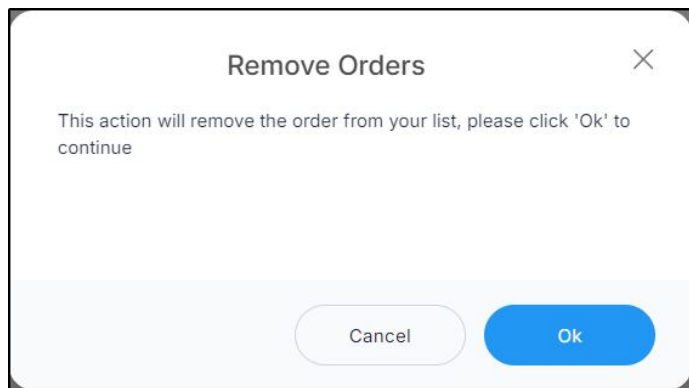 Remove Orders
This action will remove the order from your list, please click 'Ok' to
continue
Cancel
Ok